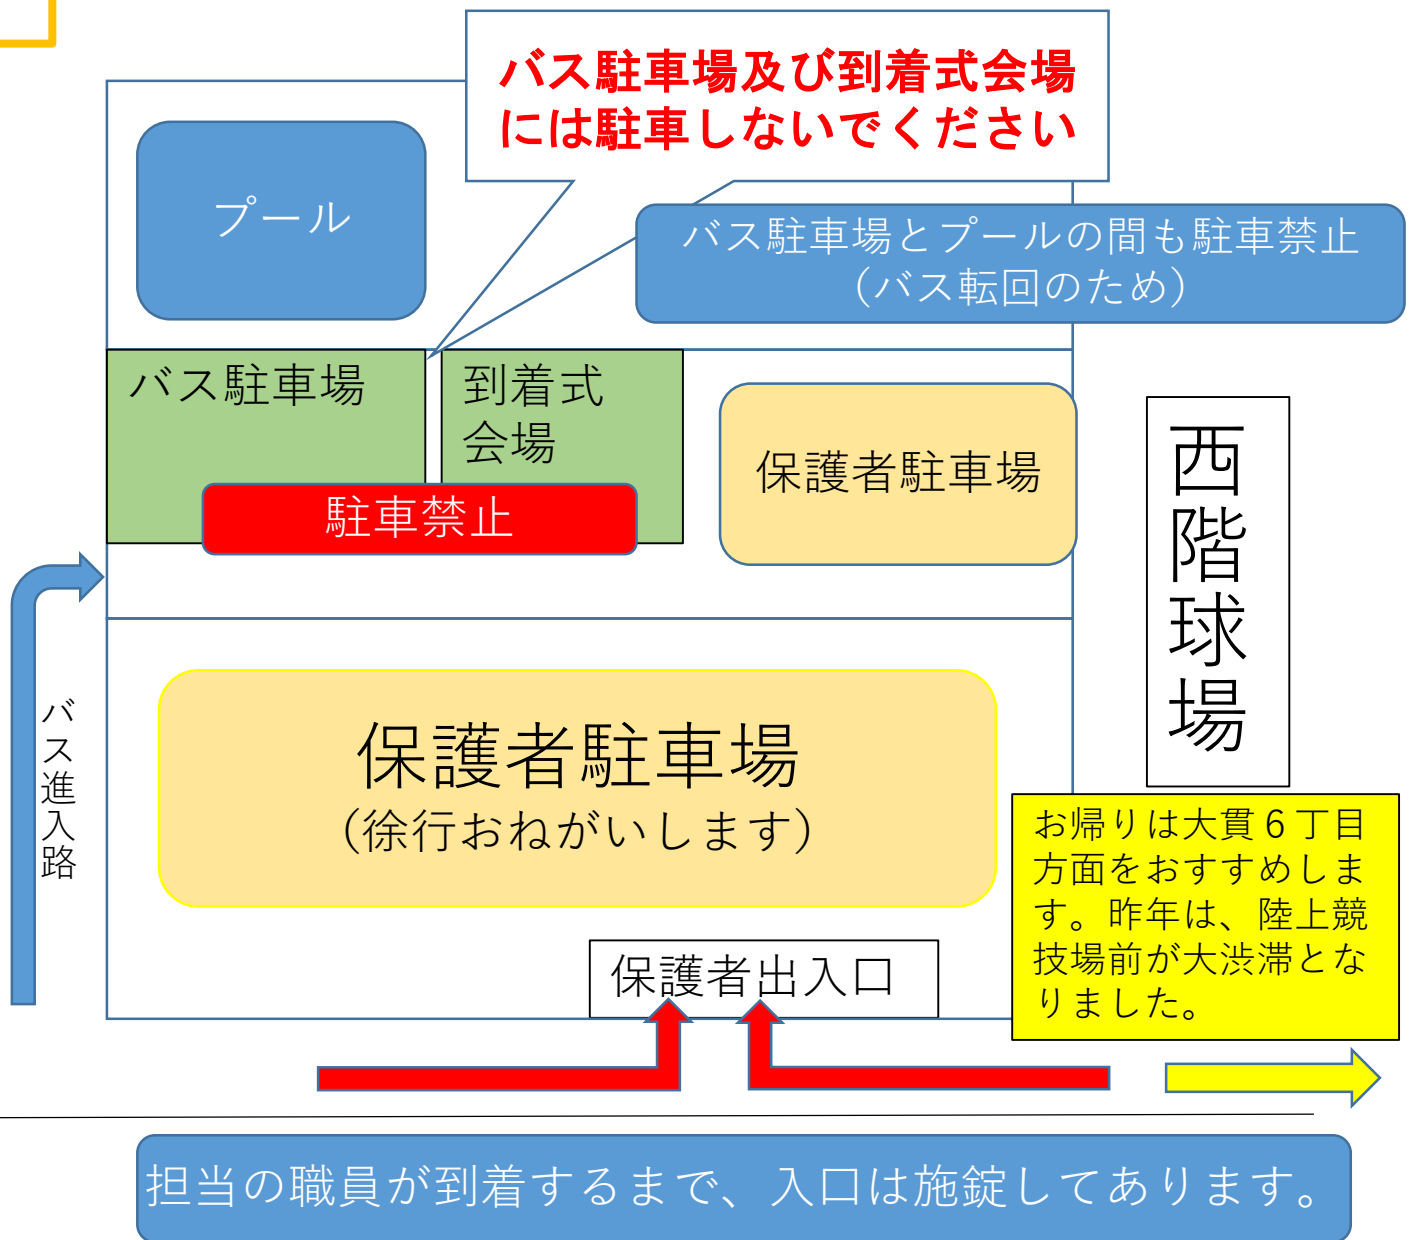 バス駐車場及び到着式会場
には駐車しないでください
プール
バス駐車場とプールの間も駐車禁止
（バス転回のため）
バス駐車場
到着式
会場
駐車禁止
保護者駐車場
西階球場
バス進入路
保護者駐車場
（徐行おねがいします）
お帰りは大貫６丁目
方面をおすすめしま
す。昨年は、陸上競
技場前が大渋滞とな
りました。
保護者出入口
担当の職員が到着するまで、入口は施錠してあります。